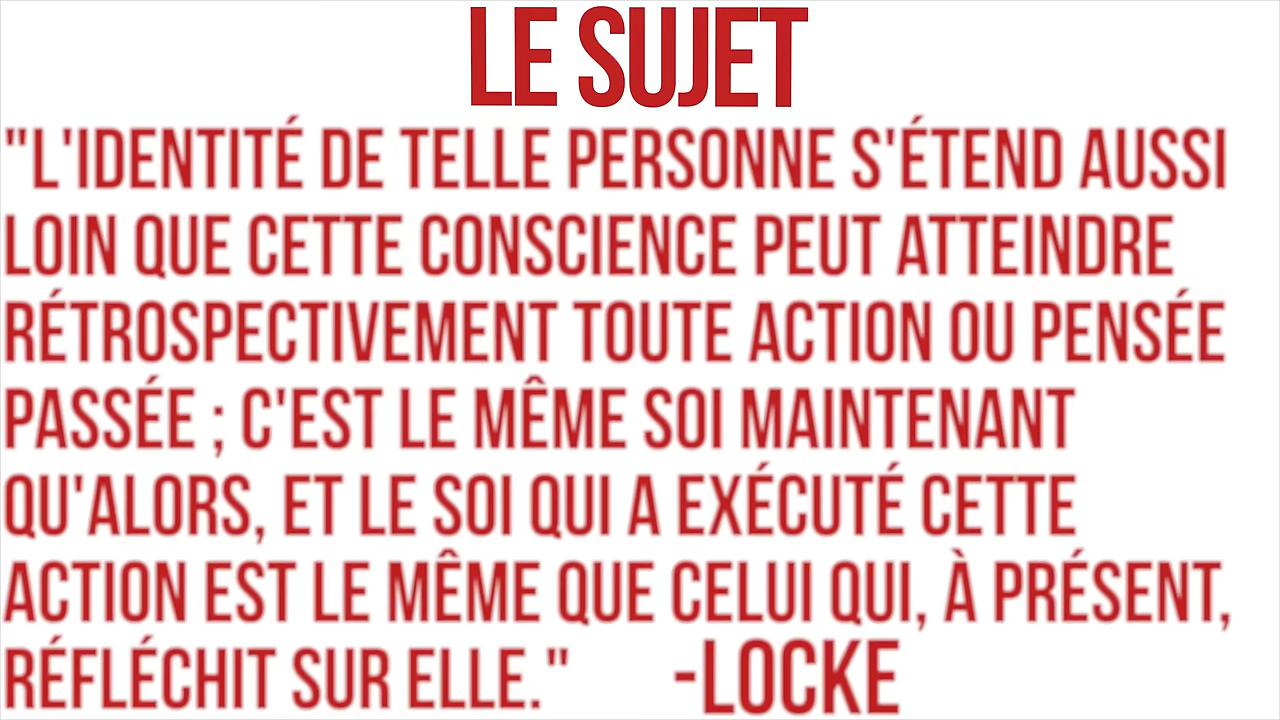 LE SUJET
"L'IDENTITÉ DE TELLE PERSONNE S'ÉTEND AUSSI
LOIN QUE CETTE CONSCIENCE PEUT ATTEINDRE
RÉTROSPECTIVEMENT TOUTE ACTION OU PENSÉE
PASSÉE ; C'EST LE MÊME SOI MAINTENANT
QU'ALORS, ET LE SOI QUI A EXÉCUTÉ CETTE
ACTION EST LE MÊME QUE CELUI QUI, À PRÉSENT,
RÉFLÉCHIT SUR ELLE." -LOCKE